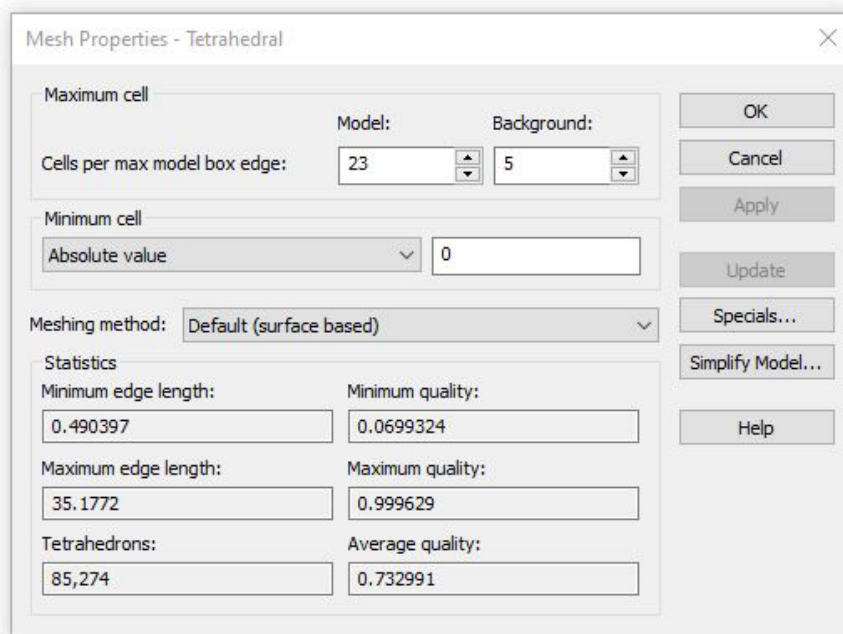 Mesh Properties - Tetrahedral
Maximum cell
Model: Background:
Cells per max model box edge: 23 5
Minimum cell
Absolute value 0
Meshing method: Default (surface based)
Statistics
Minimum edge length: Minimum quality:
0.490397 0.0699324
Maximum edge length: Maximum quality:
35.1772 0.999629
Tetrahedrons: Average quality:
85,274 0.732991
OK
Cancel
Apply
Update
Specials...
Simplify Model...
Help